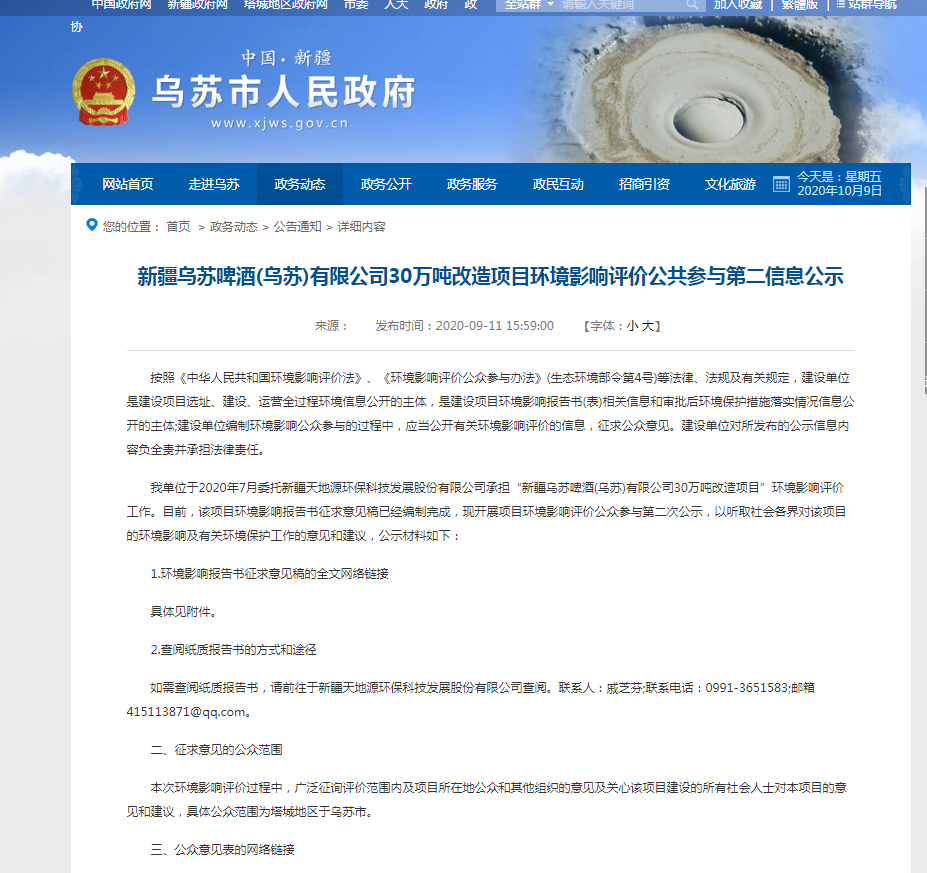 中国政府网 新疆政府网 塔城地区政府网 市委 人大 政府 政 全站群 请输入关键词 加入收藏 | 繁體版 | 站群导航
协
中国·新疆
乌苏市人民政府
www.xjws.gov.cn
网站首页 走进乌苏 政务动态 政务公开 政务服务 政民互动 招商引资 文化旅游 今天是：星期五
2020年10月9日
您的位置： 首页 > 政务动态 > 公告通知 > 详细内容
新疆乌苏啤酒(乌苏)有限公司30万吨改造项目环境影响评价公共参与第二信息公示
来源： 发布时间：2020-09-11 15:59:00 【字体：小 大】
按照《中华人民共和国环境影响评价法》、《环境影响评价公众参与办法》(生态环境部令第4号)等法律、法规及有关规定，建设单位
是建设项目选址、建设、运营全过程环境信息公开的主体，是建设项目环境影响报告书(表)相关信息和审批后环境保护措施落实情况信息公
开的主体;建设单位编制环境影响公众参与的过程中，应当公开有关环境影响评价的信息，征求公众意见。建设单位对所发布的公示信息内
容负全责并承担法律责任。
我单位于2020年7月委托新疆天地源环保科技发展股份有限公司承担“新疆乌苏啤酒(乌苏)有限公司30万吨改造项目”环境影响评价
工作。目前，该项目环境影响报告书征求意见稿已经编制完成，现开展项目环境影响评价公众参与第二次公示，以听取社会各界对该项目
的环境影响及有关环境保护工作的意见和建议，公示材料如下：
1.环境影响报告书征求意见稿的全文网络链接
具体见附件。
2.查阅纸质报告书的方式和途径
如需查阅纸质报告书，请前往于新疆天地源环保科技发展股份有限公司查阅。联系人：戚芝芬;联系电话：0991-3651583;邮箱
415113871@qq.com。
二、征求意见的公众范围
本次环境影响评价过程中，广泛征询评价范围内及项目所在地公众和其他组织的意见及关心该项目建设的所有社会人士对本项目的意
见和建议，具体公众范围为塔城地区于乌苏市。
三、公众意见表的网络链接